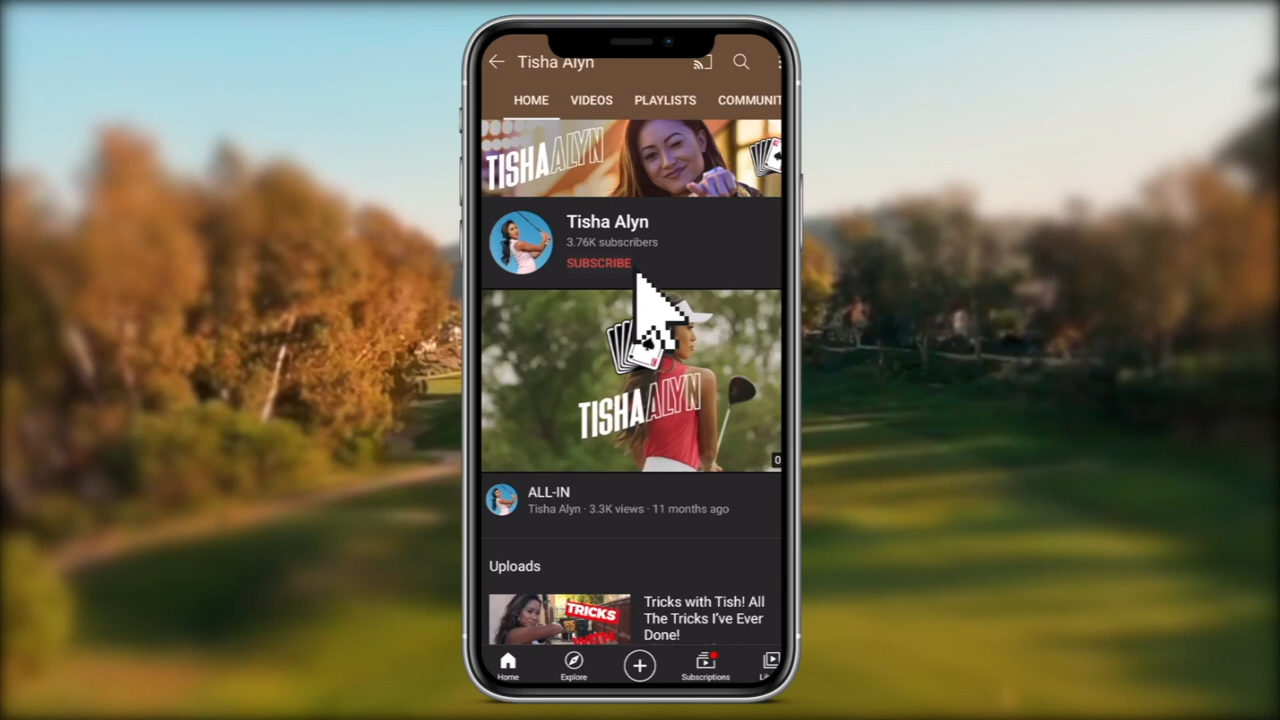 Tisha Alyn
HOME VIDEOS PLAYLISTS COMMUNIT
TISHAALYN
Tisha Alyn
3.76K subscribers
SUBSCRIBE
TISHAALYN
0
ALL-IN
Tisha Alyn · 3.3K views · 11 months ago
Uploads
TRICKS
Tricks with Tish! All
The Tricks I've Ever
Done!
Home Explore Subscriptions